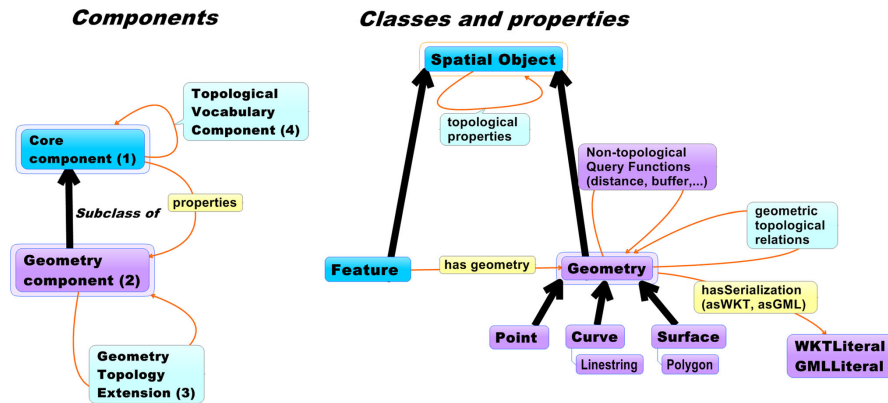 Components
Topological
Vocabulary
Component (4)
Core
component (1)
Subclass of
properties
Geometry
component (2)
Geometry
Topology
Extension (3)
Classes and properties
Spatial Object
topological
properties
Non-topological
Query Functions
(distance, buffer,...)
geometric
topological
relations
Feature
has geometry
Geometry
hasSerialization
(asWKT, asGML)
Point
Curve
Surface
Linestring
Polygon
WKTLiteral
GMLLiteral